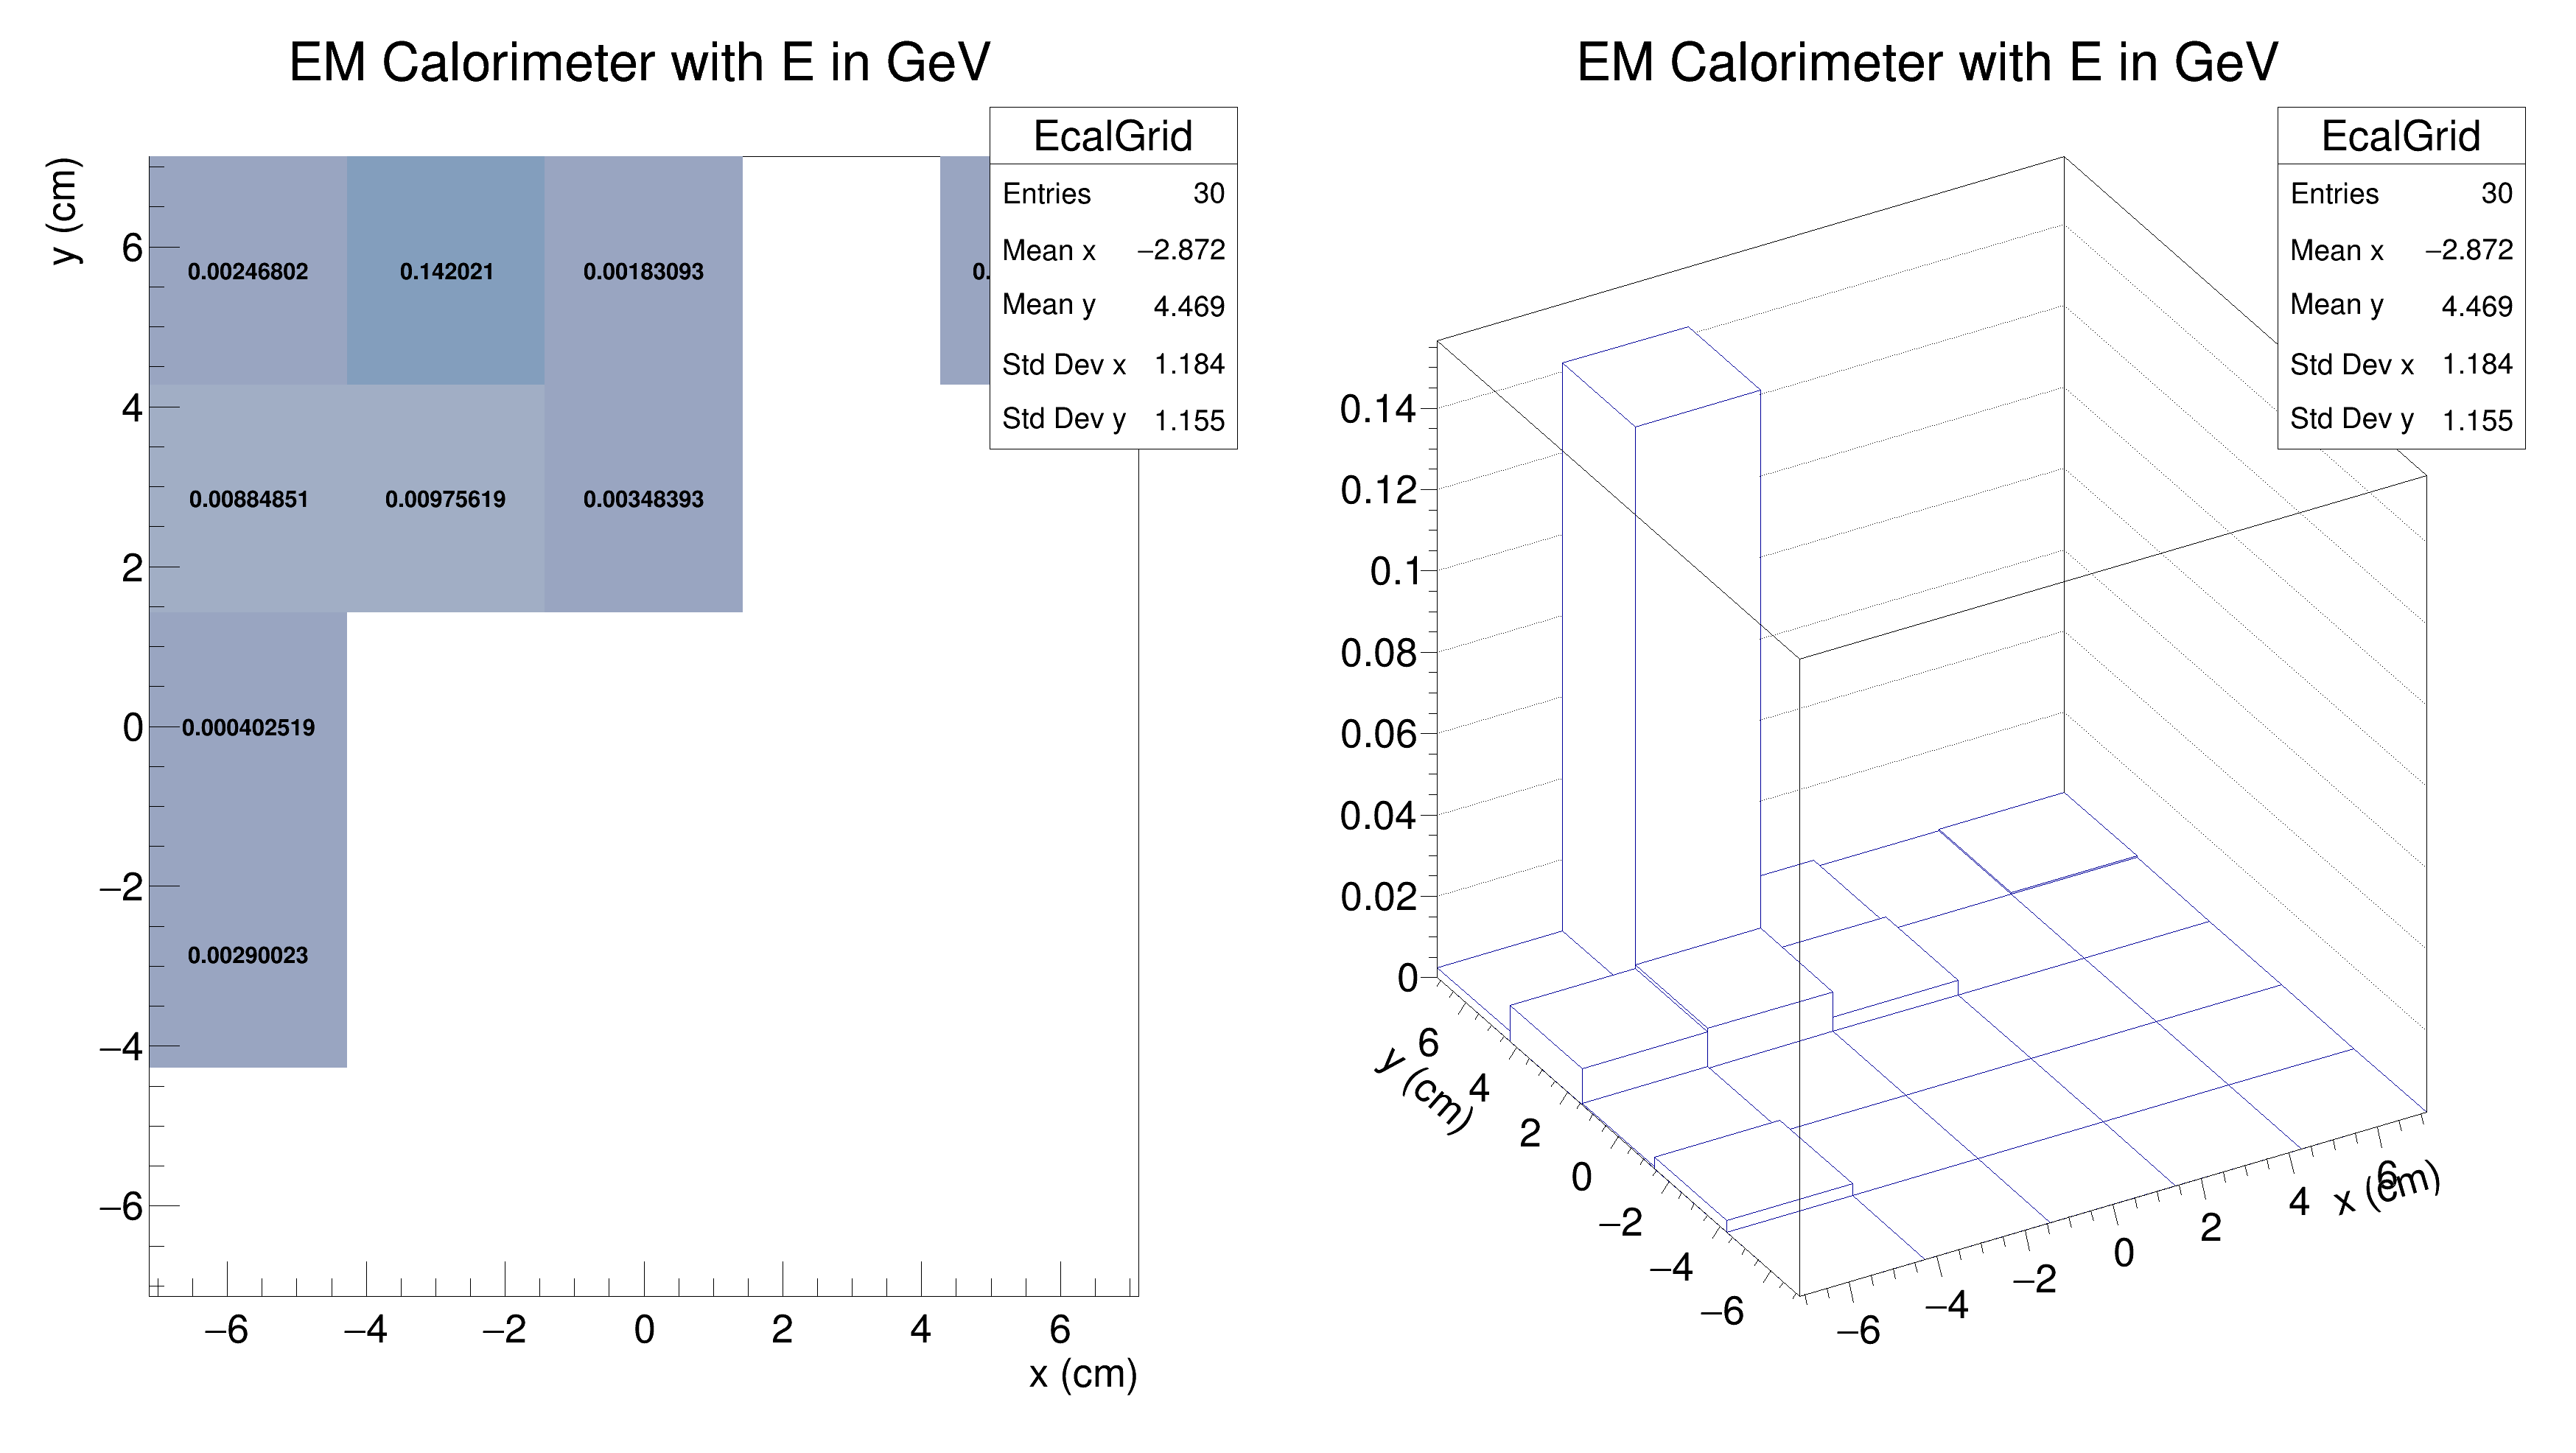 EM Calorimeter with E in GeV
EcalGrid
Entries 30
Mean x −2.872
Mean y 4.469
Std Dev x 1.184
Std Dev y 1.155
y (cm)
6
4
2
0
−2
−4
−6
0.00246802 0.142021 0.00183093 0.
0.00884851 0.00975619 0.00348393
0.000402519
0.00290023
−6 −4 −2 0 2 4 6
x (cm)
EM Calorimeter with E in GeV
EcalGrid
Entries 30
Mean x −2.872
Mean y 4.469
Std Dev x 1.184
Std Dev y 1.155
0.14
0.12
0.1
0.08
0.06
0.04
0.02
0
y (cm)
6
4
2
0
−2
−4
−6
−6 −4 −2 0 2 4 6
x (cm)